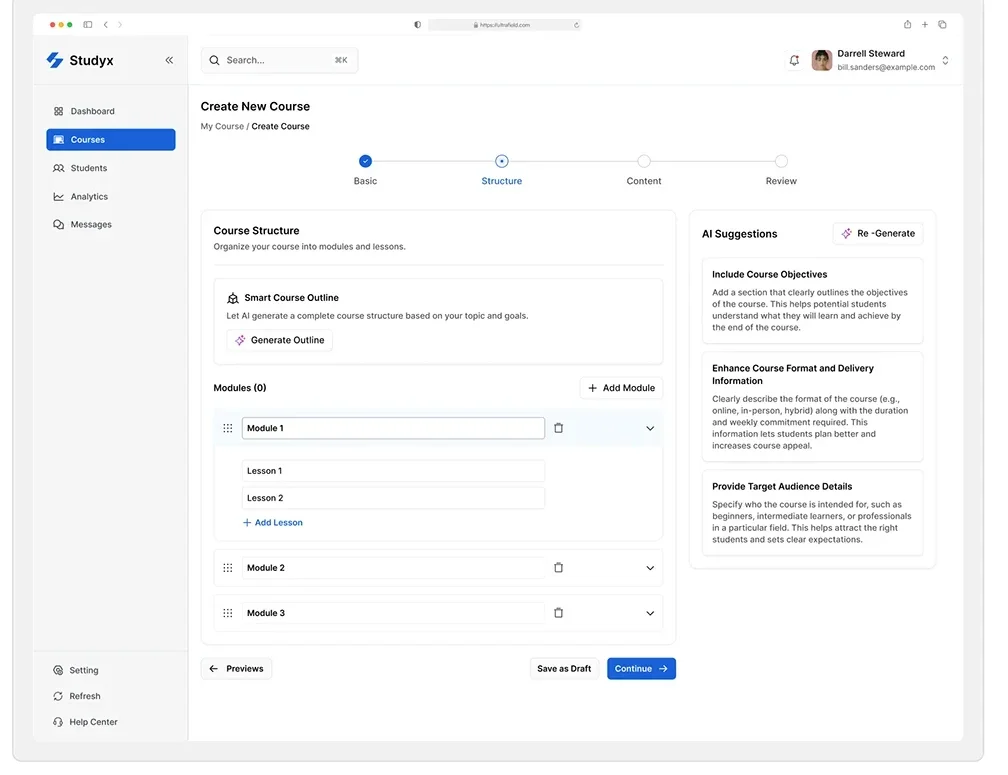 https://ultrafield.com
Studyx
Search...
⌘K
Darrell Steward
bill.sanders@example.com
Dashboard
Courses
Students
Analytics
Messages
Setting
Refresh
Help Center
Create New Course
My Course / Create Course
Basic
Structure
Content
Review
Course Structure
Organize your course into modules and lessons.
Smart Course Outline
Let AI generate a complete course structure based on your topic and goals.
Generate Outline
Modules (0)
Add Module
Module 1
Lesson 1
Lesson 2
Add Lesson
Module 2
Module 3
Previews
Save as Draft
Continue
AI Suggestions
Re -Generate
Include Course Objectives
Add a section that clearly outlines the objectives
of the course. This helps potential students
understand what they will learn and achieve by
the end of the course.
Enhance Course Format and Delivery
Information
Clearly describe the format of the course (e.g.,
online, in-person, hybrid) along with the duration
and weekly commitment required. This
information lets students plan better and
increases course appeal.
Provide Target Audience Details
Specify who the course is intended for, such as
beginners, intermediate learners, or professionals
in a particular field. This helps attract the right
students and sets clear expectations.